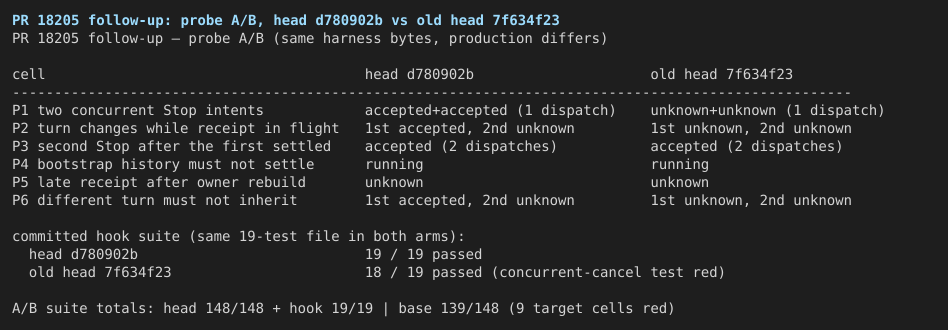 PR 18205 follow-up: probe A/B, head d780902b vs old head 7f634f23
PR 18205 follow-up — probe A/B (same harness bytes, production differs)
cell head d780902b old head 7f634f23
--------------------------------------------------------------------------------------------------------
P1 two concurrent Stop intents accepted+accepted (1 dispatch) unknown+unknown (1 dispatch)
P2 turn changes while receipt in flight 1st accepted, 2nd unknown 1st unknown, 2nd unknown
P3 second Stop after the first settled accepted (2 dispatches) accepted (2 dispatches)
P4 bootstrap history must not settle running running
P5 late receipt after owner rebuild unknown unknown
P6 different turn must not inherit 1st accepted, 2nd unknown 1st unknown, 2nd unknown
committed hook suite (same 19-test file in both arms):
head d780902b 19 / 19 passed
old head 7f634f23 18 / 19 passed (concurrent-cancel test red)
A/B suite totals: head 148/148 + hook 19/19 | base 139/148 (9 target cells red)